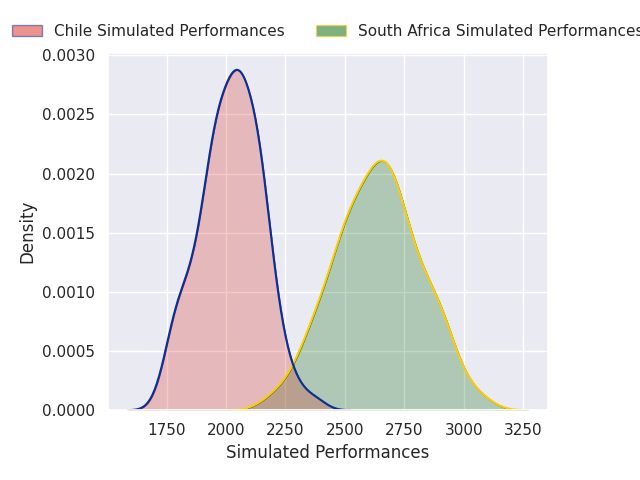 Chile Simulated Performances
South Africa Simulated Performances
0.0030
0.0025
0.0020
0.0015
0.0010
0.0005
0.0000
Density
1750 2000 2250 2500 2750 3000 3250
Simulated Performances